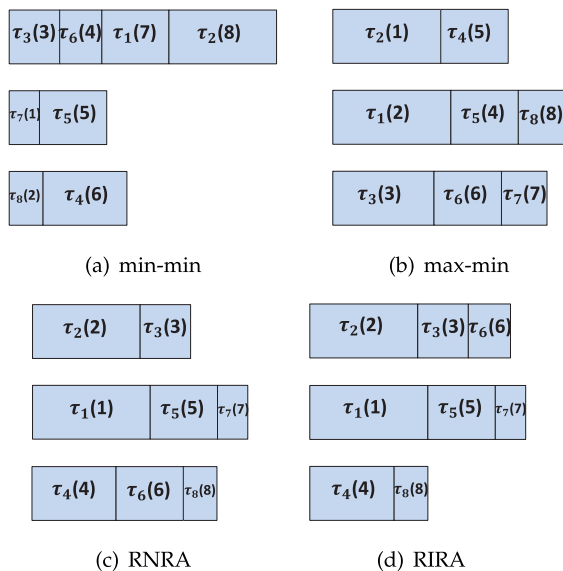 τ3(3) τ6(4) τ1(7) τ2(8)
τ7(1) τ5(5)
τ8(2) τ4(6)
(a) min-min
τ2(1) τ4(5)
τ1(2) τ5(4) τ8(8)
τ3(3) τ6(6) τ7(7)
(b) max-min
τ2(2) τ3(3)
τ1(1) τ5(5) τ7(7)
τ4(4) τ6(6) τ8(8)
(c) RNRA
τ2(2) τ3(3) τ6(6)
τ1(1) τ5(5) τ7(7)
τ4(4) τ8(8)
(d) RIRA